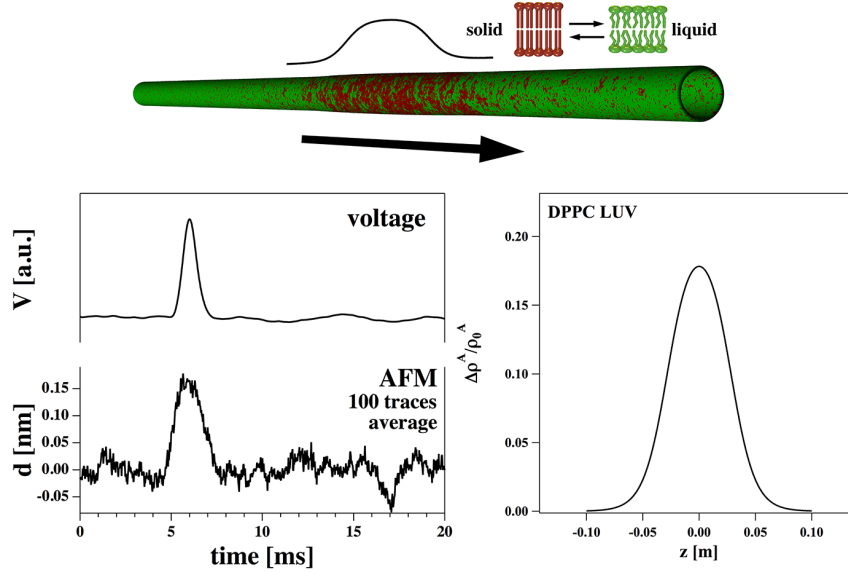 solid
liquid
voltage
V [a.u.]
AFM
100 traces
average
d [nm]
0.15
0.10
0.05
0.00
-0.05
0
5
10
15
20
time [ms]
DPPC LUV
Δρ^A/ρ_0^A
0.20
0.15
0.10
0.05
0.00
-0.10
-0.05
0.00
0.05
0.10
z [m]